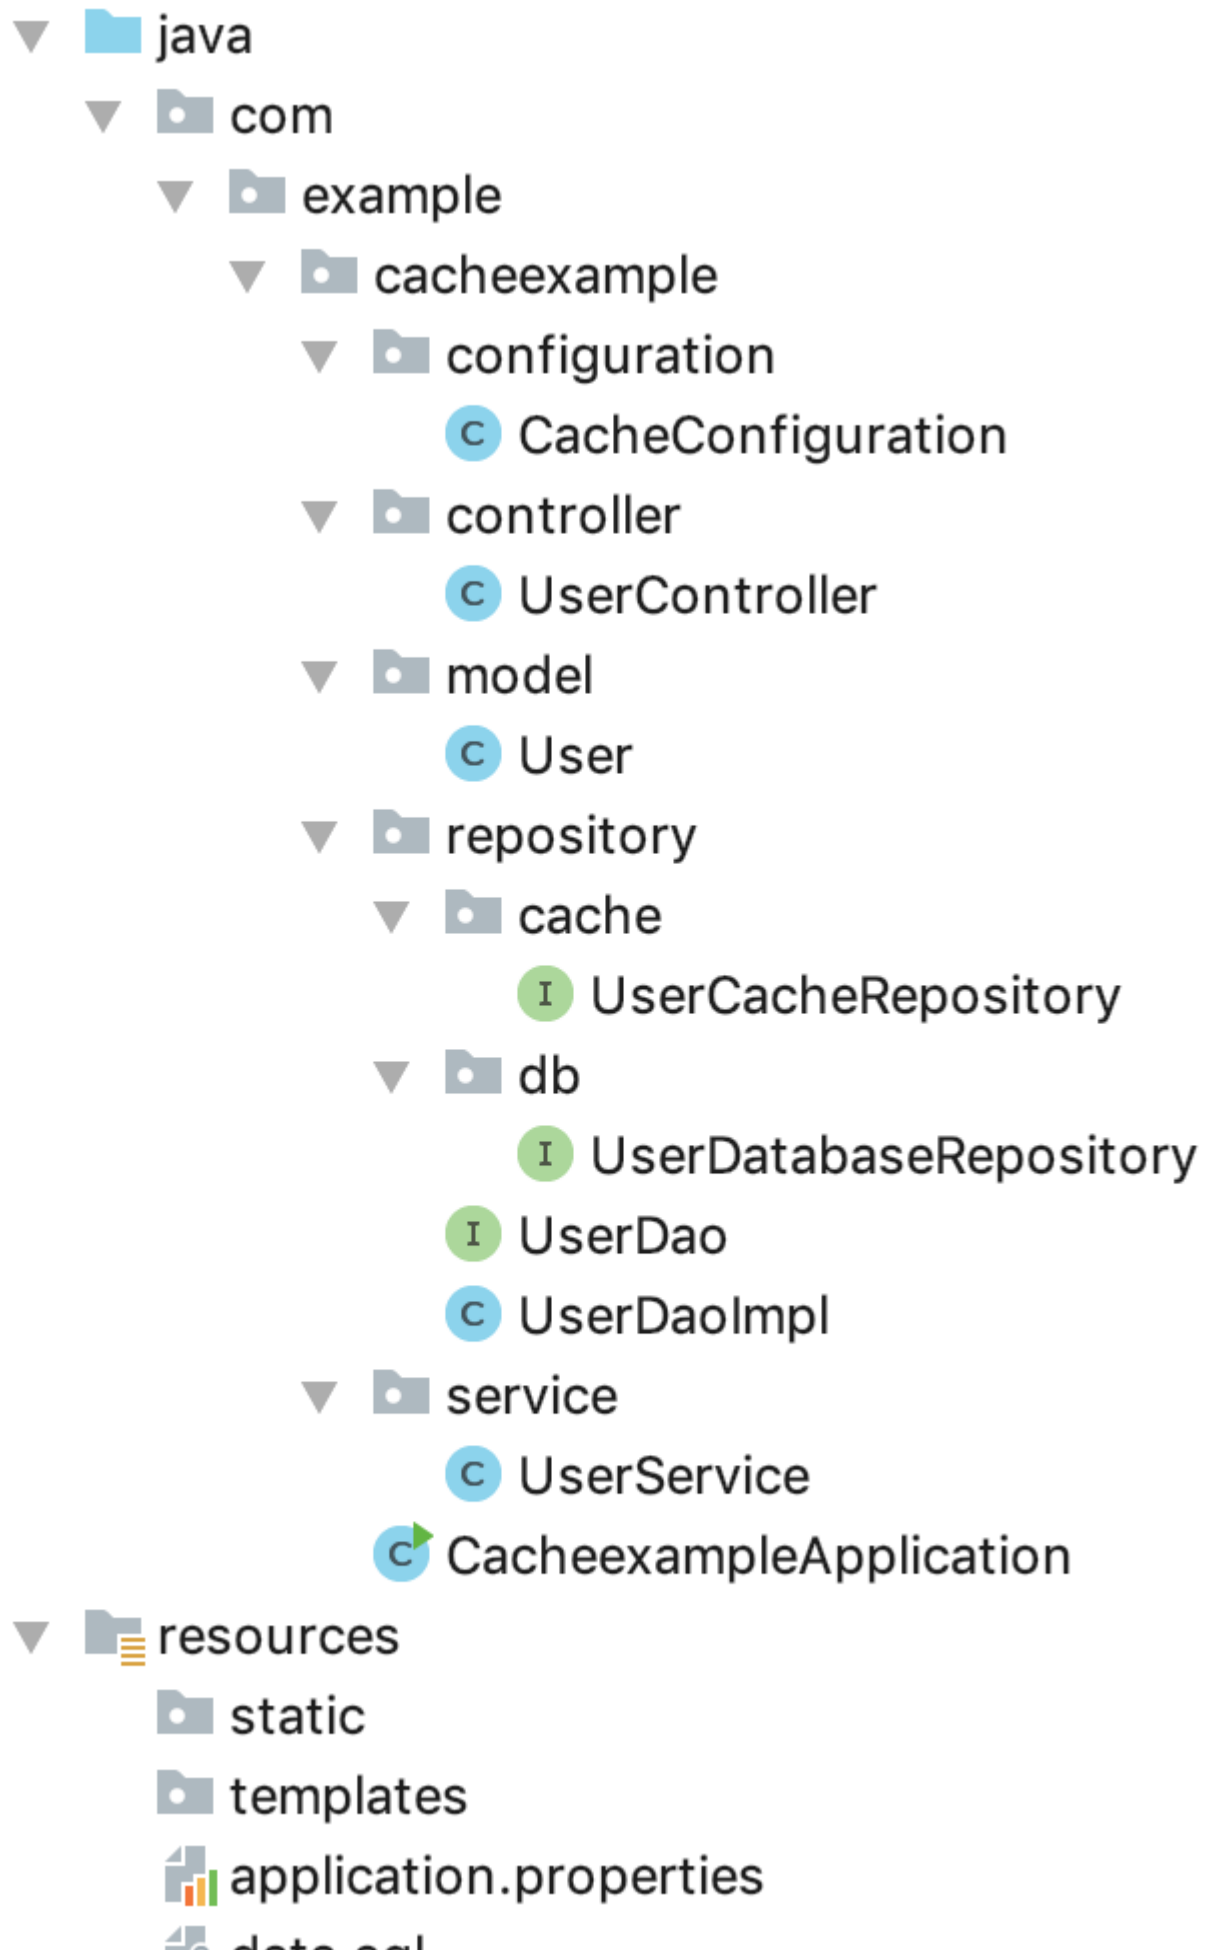 java
com
example
cacheexample
configuration
C CacheConfiguration
controller
C UserController
model
C User
repository
cache
I UserCacheRepository
db
I UserDatabaseRepository
I UserDao
C UserDaoImpl
service
C UserService
C CacheexampleApplication
resources
static
templates
application.properties